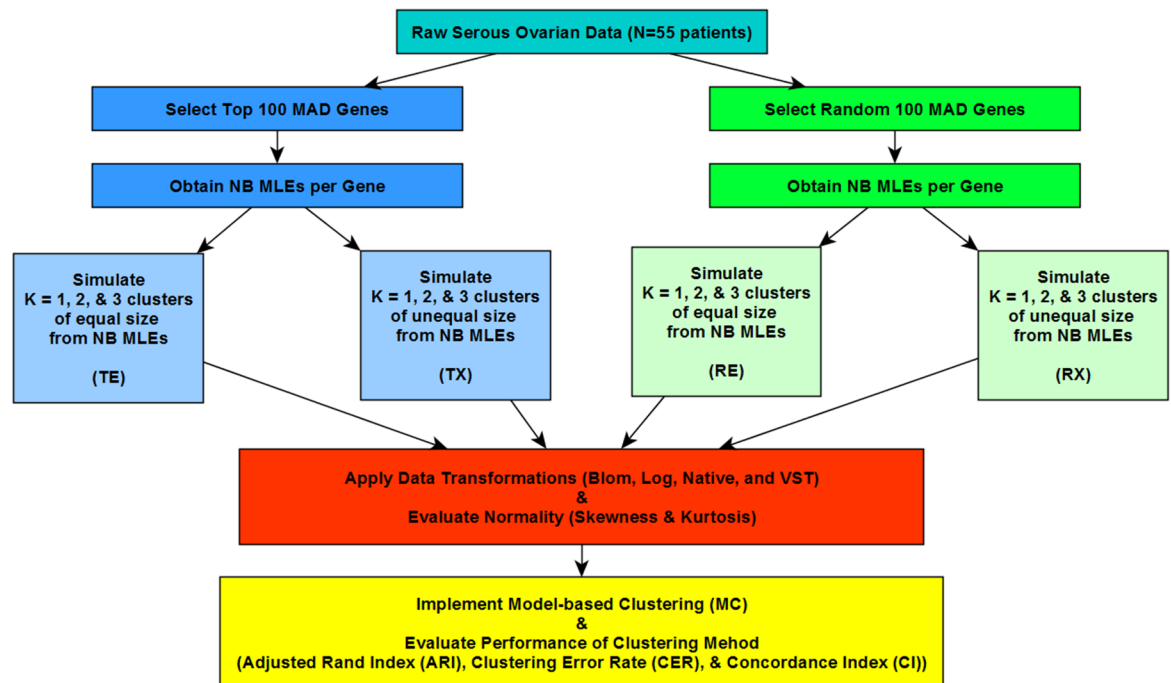 Raw Serous Ovarian Data (N=55 patients)
Select Top 100 MAD Genes
Select Random 100 MAD Genes
Obtain NB MLEs per Gene
Obtain NB MLEs per Gene
Simulate
K = 1, 2, & 3 clusters
of equal size
from NB MLEs
(TE)
Simulate
K = 1, 2, & 3 clusters
of unequal size
from NB MLEs
(TX)
Simulate
K = 1, 2, & 3 clusters
of equal size
from NB MLEs
(RE)
Simulate
K = 1, 2, & 3 clusters
of unequal size
from NB MLEs
(RX)
Apply Data Transformations (Blom, Log, Native, and VST)
&
Evaluate Normality (Skewness & Kurtosis)
Implement Model-based Clustering (MC)
&
Evaluate Performance of Clustering Mehod
(Adjusted Rand Index (ARI), Clustering Error Rate (CER), & Concordance Index (CI))